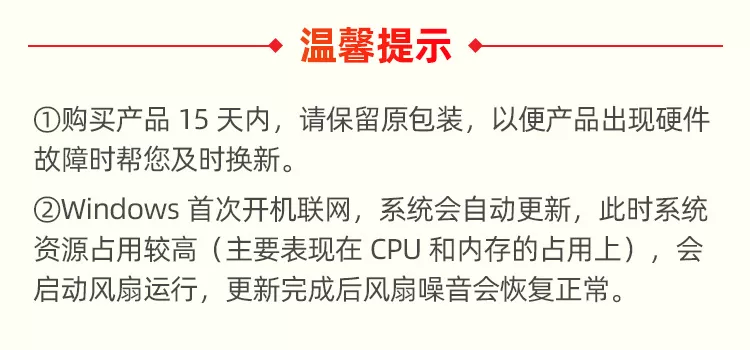 温馨提示
①购买产品 15 天内，请保留原包装，以便产品出现硬件
故障时帮您及时换新。
②Windows 首次开机联网，系统会自动更新，此时系统
资源占用较高（主要表现在 CPU 和内存的占用上），会
启动风扇运行，更新完成后风扇噪音会恢复正常。